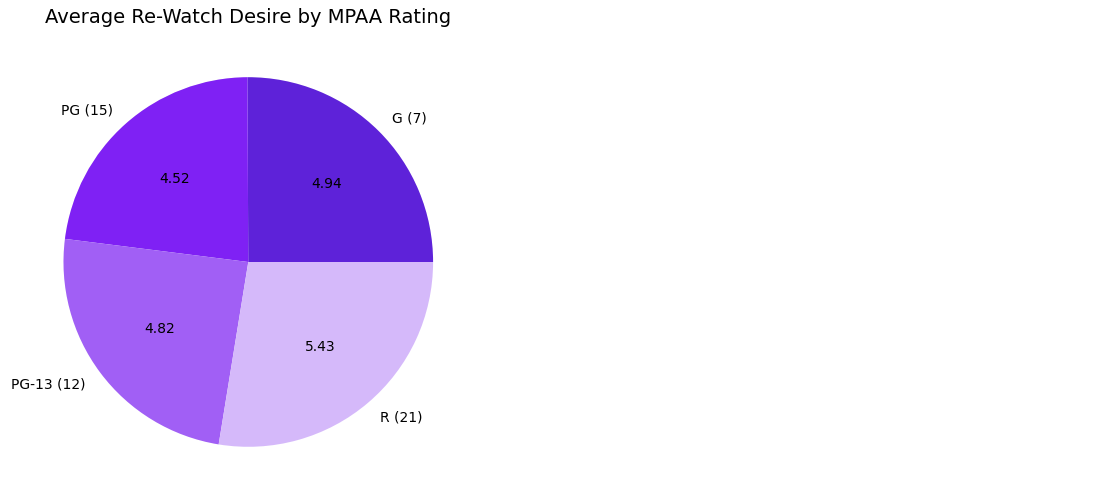 Average Re-Watch Desire by MPAA Rating
PG (15)
G (7)
4.52
4.94
4.82
5.43
PG-13 (12)
R (21)